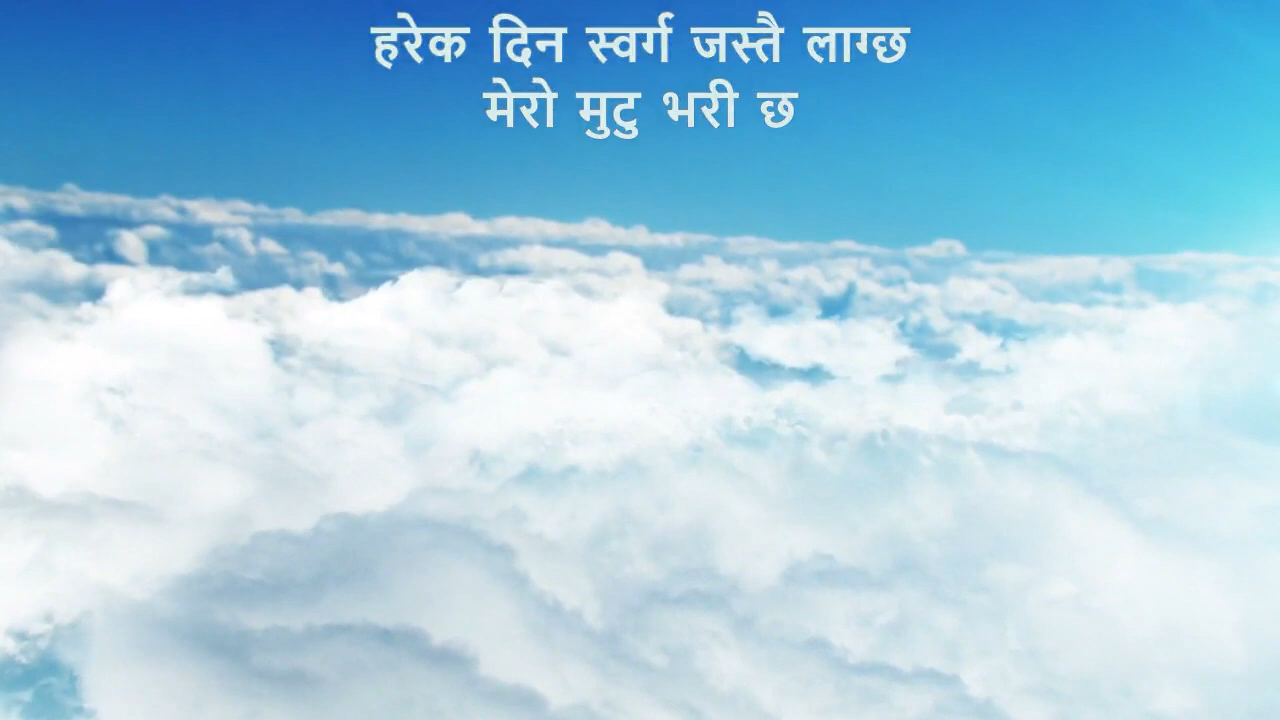 हरेक दिन स्वर्ग जस्तै लाग्छ
मेरो मुटु भरी छ